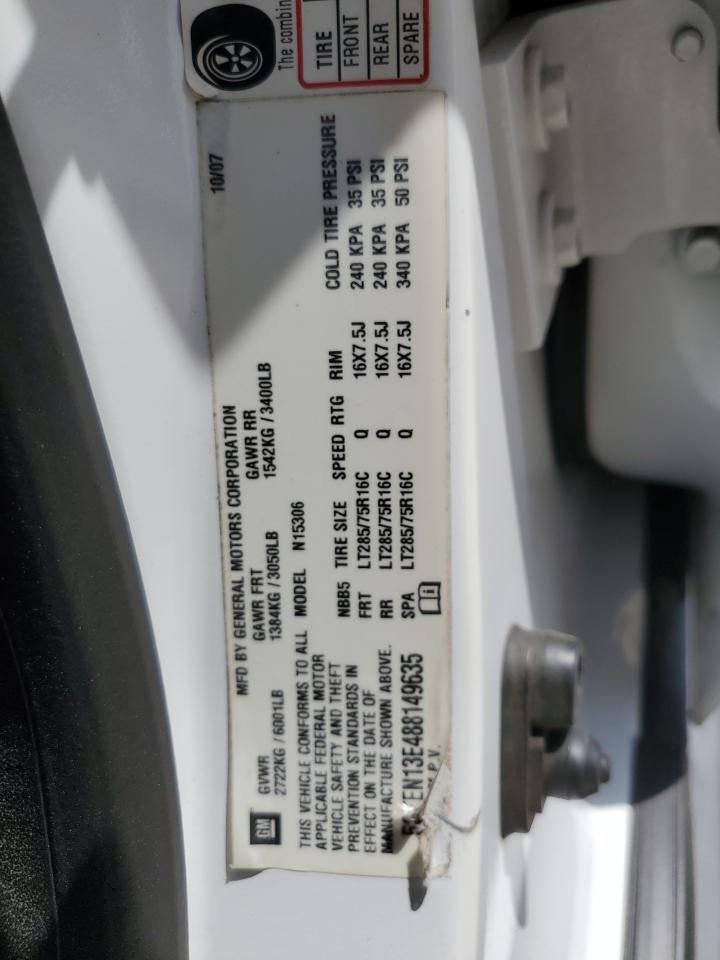 The combin
TIRE
FRONT
REAR
SPARE
10/07
MFD BY GENERAL MOTORS CORPORATION
GVWR GAWR FRT GAWR RR
2722KG / 6001LB 1384KG / 3050LB 1542KG / 3400LB
GM
THIS VEHICLE CONFORMS TO ALL
APPLICABLE FEDERAL MOTOR
VEHICLE SAFETY AND THEFT
PREVENTION STANDARDS IN
EFFECT ON THE DATE OF
MANUFACTURE SHOWN ABOVE.
MODEL N15306
NBB5 TIRE SIZE SPEED RTG RIM COLD TIRE PRESSURE
FRT LT285/75R16C Q 16X7.5J 240 KPA 35 PSI
RR LT285/75R16C Q 16X7.5J 240 KPA 35 PSI
SPA LT285/75R16C Q 16X7.5J 340 KPA 50 PSI
EN13E488149635